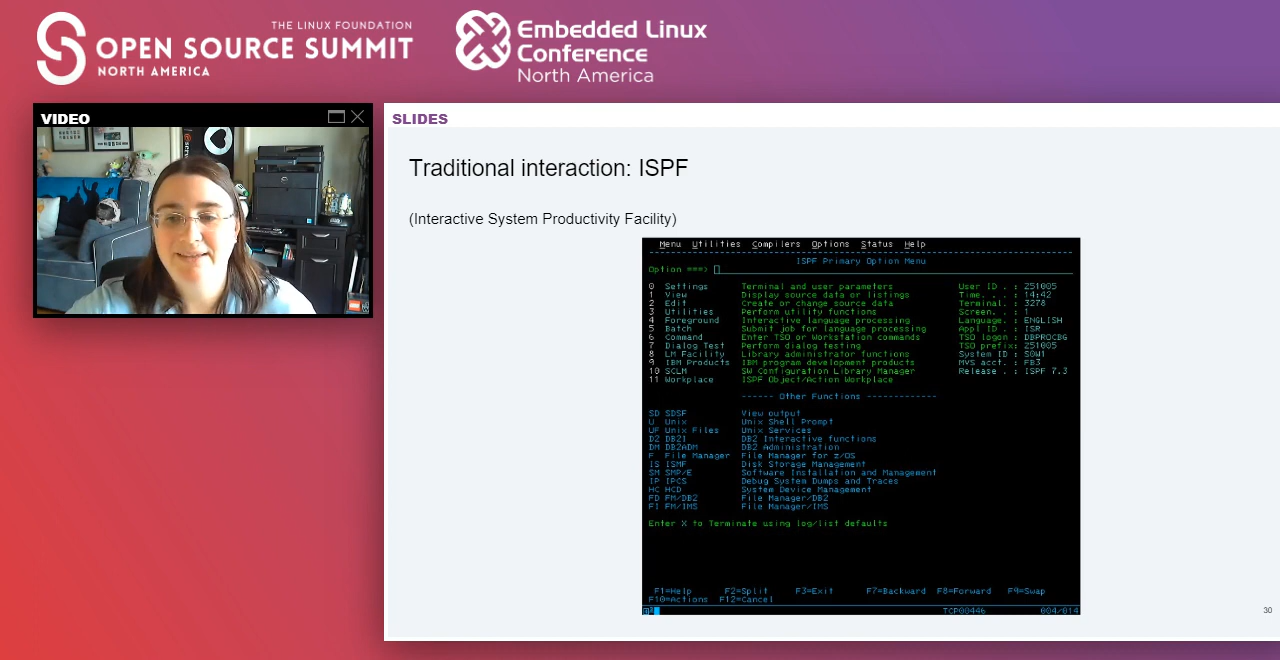 THE LINUX FOUNDATION
OPEN SOURCE SUMMIT
NORTH AMERICA
Embedded Linux
Conference
North America
VIDEO
SLIDES
Traditional interaction: ISPF
(Interactive System Productivity Facility)
Menu Utilities Compilers Options Status Help
ISPF Primary Option Menu
Option ===>
0 Settings Terminal and user parameters User ID . : 251005
1 View Display source data or listings Time. . . : 14:42
2 Edit Create or change source data Terminal. : 3278
3 Utilities Perform utility functions Screen. . : 1
4 Foreground Interactive language processing Language. : ENGLISH
5 Batch Submit job for language processing Appl ID . : ISR
6 Command Enter TSO or Workstation commands TSO logon : DBPROCBG
7 Dialog Test Perform dialog testing TSO prefix: 251005
8 LM Facility Library administrator functions System ID : S0W1
9 IBM Products IBM program development products MVS acct. : FB3
10 SCLM SW Configuration Library Manager Release . : ISPF 7.3
11 Workplace ISPF Object/Action Workplace
------ Other Functions -------------
SD SDSF View output
U Unix Unix Shell Prompt
UF Unix Files Unix Services
D2 DB2I DB2 Interactive functions
DM DB2ADM DB2 Administration
F File Manager File Manager for z/OS
IS ISMF Disk Storage Management
SM SMP/E Software Installation and Management
IP IPCS Debug System Dumps and Traces
HC HCD System Device Management
FD FM/DB2 File Manager/DB2
FI FM/IMS File Manager/IMS
Enter X to Terminate using log/list defaults
F1=Help F2=Split F3=Exit F7=Backward F8=Forward F9=Swap
F10=Actions F12=Cancel
TCP00446 004/014
30